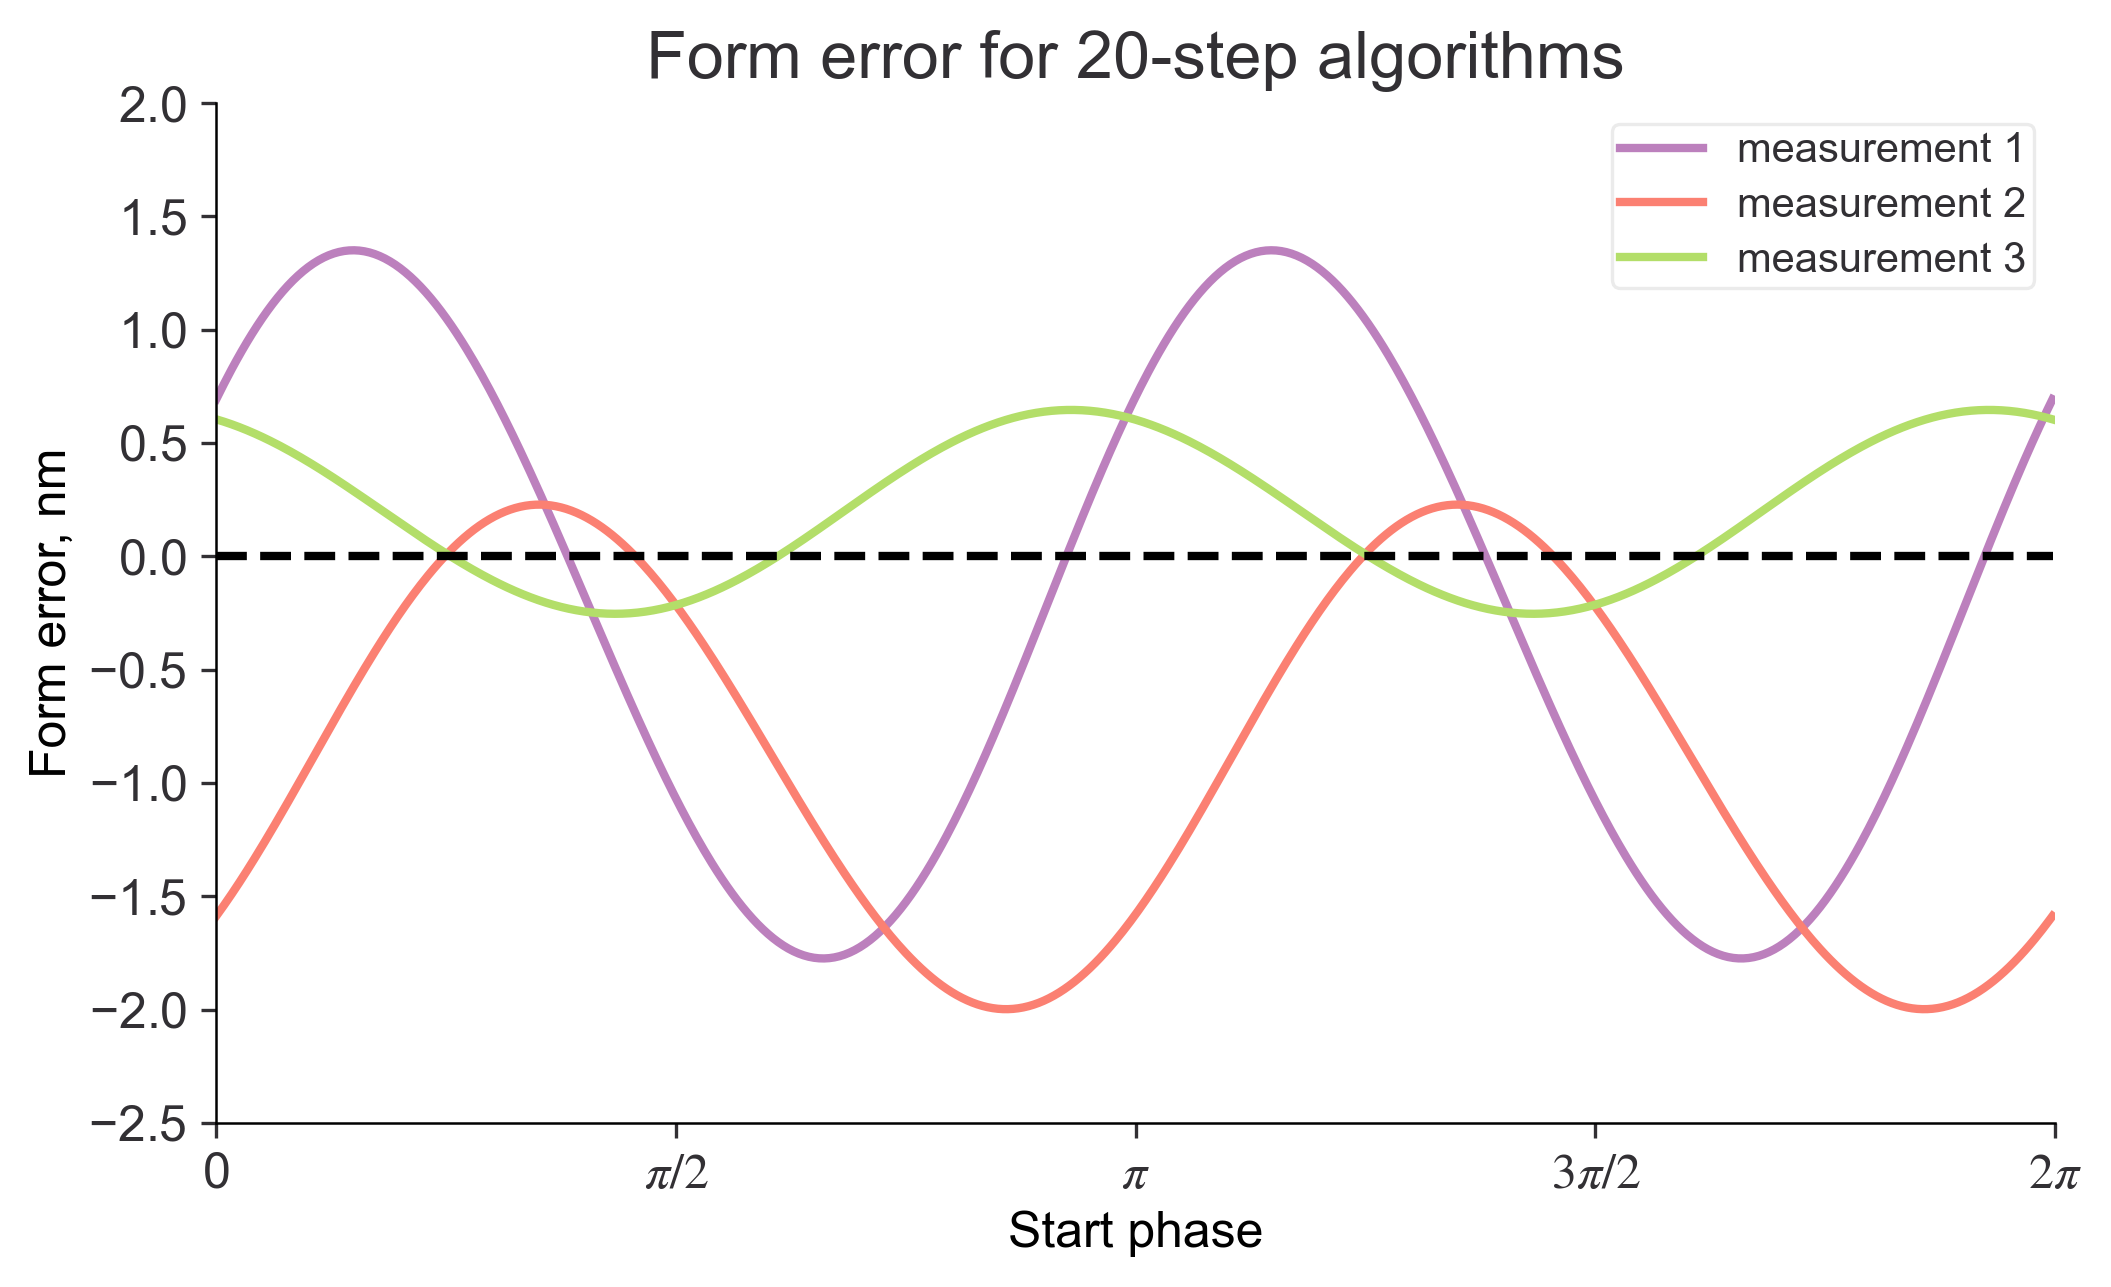 Form error for 20-step algorithms
2.0
1.5
1.0
0.5
0.0
−0.5
−1.0
−1.5
−2.0
−2.5
Form error, nm
measurement 1
measurement 2
measurement 3
0 π/2 π 3π/2 2π
Start phase